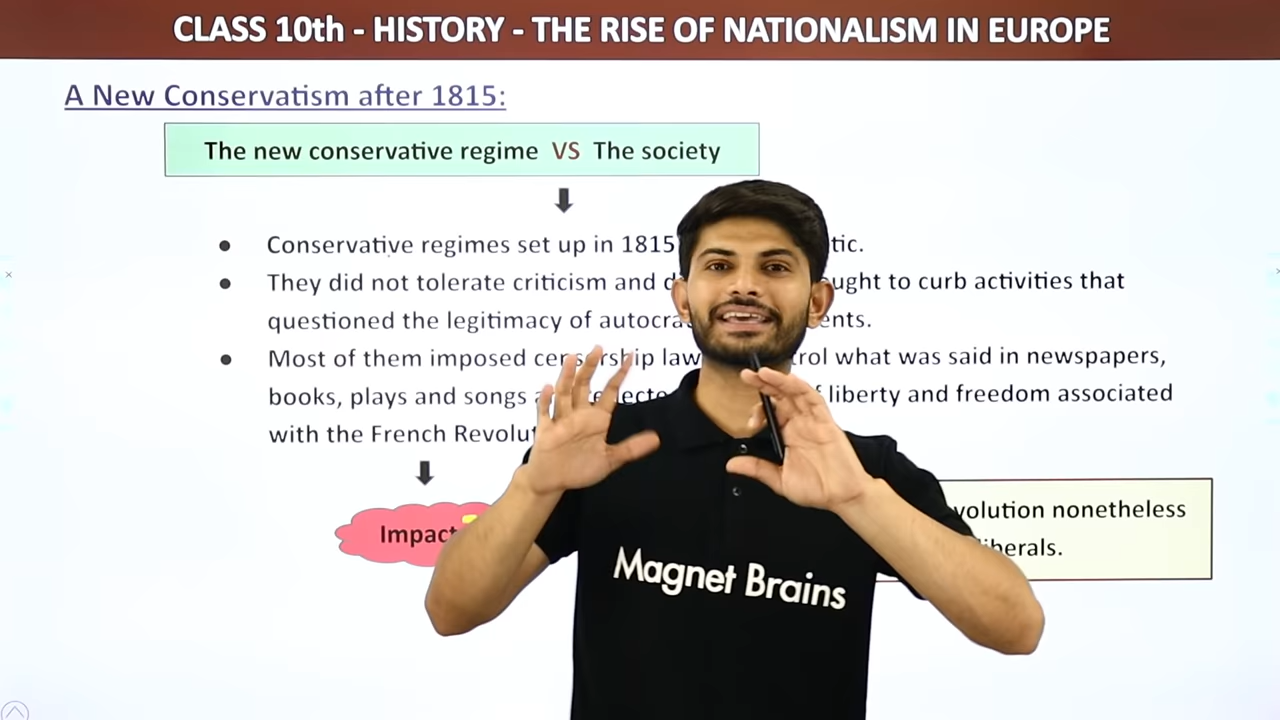 CLASS 10th - HISTORY - THE RISE OF NATIONALISM IN EUROPE
A New Conservatism after 1815:
The new conservative regime VS The society
Conservative regimes set up in 1815
They did not tolerate criticism and to curb activities that
questioned the legitimacy of
Most of them imposed censorship what was said in newspapers,
books, plays and songs liberty and freedom associated
with the French
Impact
nonetheless
liberals.
Magnet Brains